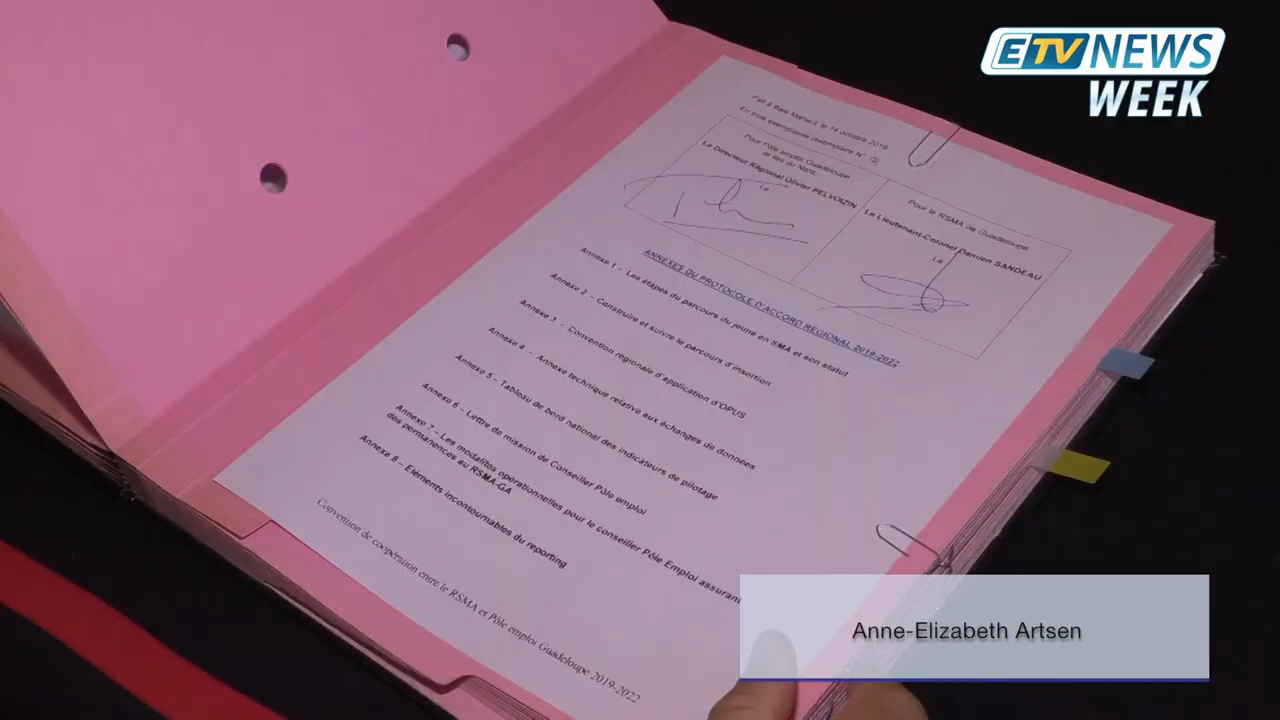 ETV NEWS
WEEK
Fait à Baie Mahault, le 14 octobre 2019
En trois exemplaires (exemplaire N°
Pour Pôle emploi Guadeloupe
et Iles du Nord,
Le Directeur Régional Olivier PELVOIZIN
Le
Pour le RSMA de Guadeloupe
Le Lieutenant-Colonel Damien SANDEAU
Le
ANNEXES DU PROTOCOLE D'ACCORD REGIONAL 2019-2022
Annexe 1 – Les étapes du parcours du jeune en SMA et son statut
Annexe 2 – Construire et suivre le parcours d'insertion
Annexe 3 – Convention régionale d'application d'OPUS
Annexe 4 – Annexe technique relative aux échanges de données
Annexe 5 - Tableau de bord national des indicateurs de pilotage
Annexe 6 – Lettre de mission de Conseiller Pôle emploi
Annexe 7 – Les modalités opérationnelles pour le conseiller Pôle Emploi assurant
des permanences au RSMA-GA
Annexe 8 – Eléments incontournables du reporting
Convention de coopération entre le RSMA et Pôle emploi Guadeloupe 2019-2022
Anne-Elizabeth Artsen